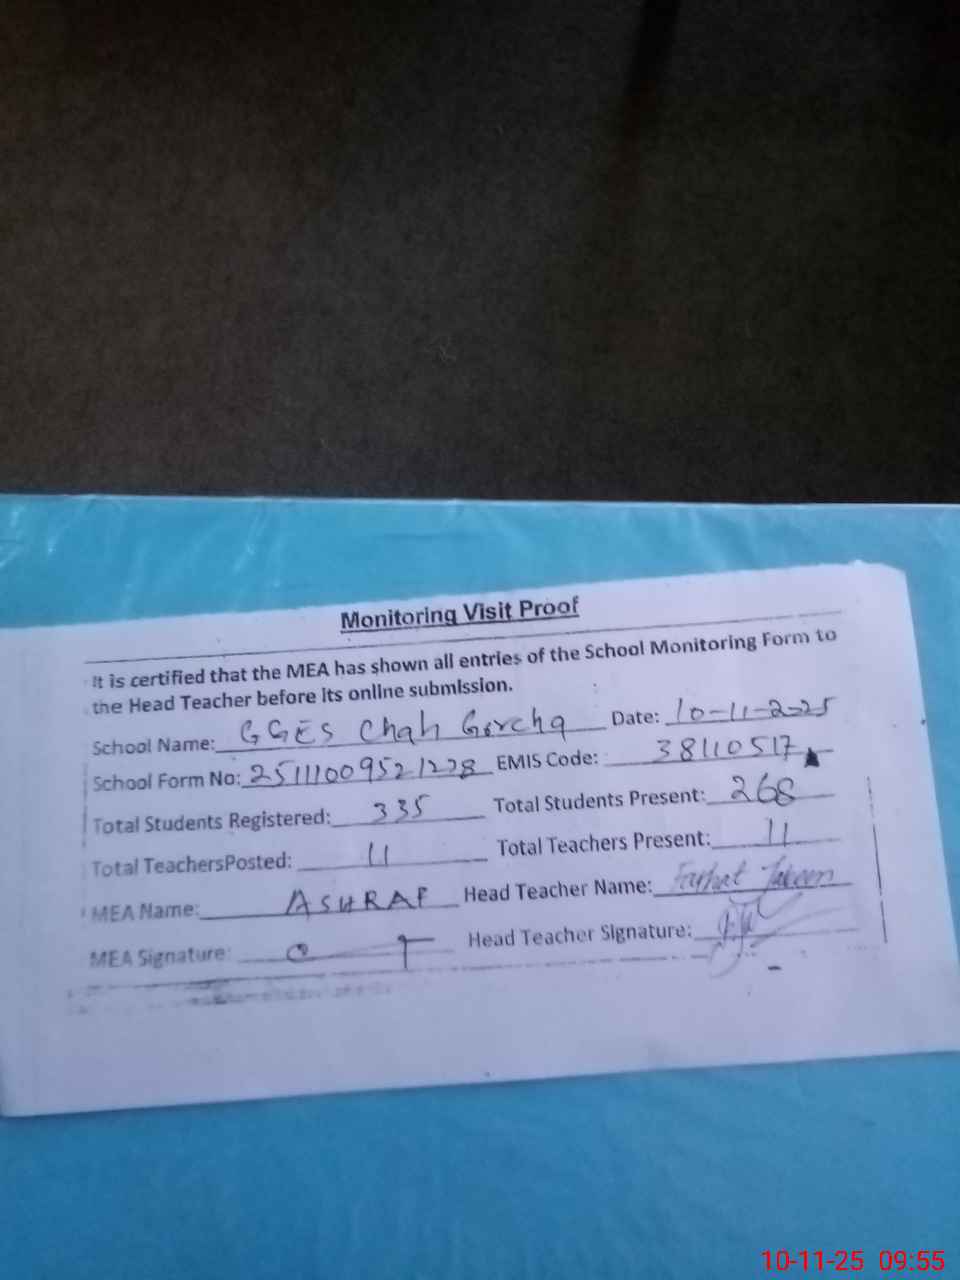 Monitoring Visit Proof
It is certified that the MEA has shown all entries of the School Monitoring Form to
the Head Teacher before its online submission.
School Name: GGES Chah Gorcha Date: 10-11-2025
School Form No: 25111009521228 EMIS Code: 38110517
Total Students Registered: 335 Total Students Present: 268
Total TeachersPosted: 11 Total Teachers Present: 11
MEA Name: ASHRAF Head Teacher Name: Farhat
MEA Signature: Head Teacher Signature:
10-11-25 09:55